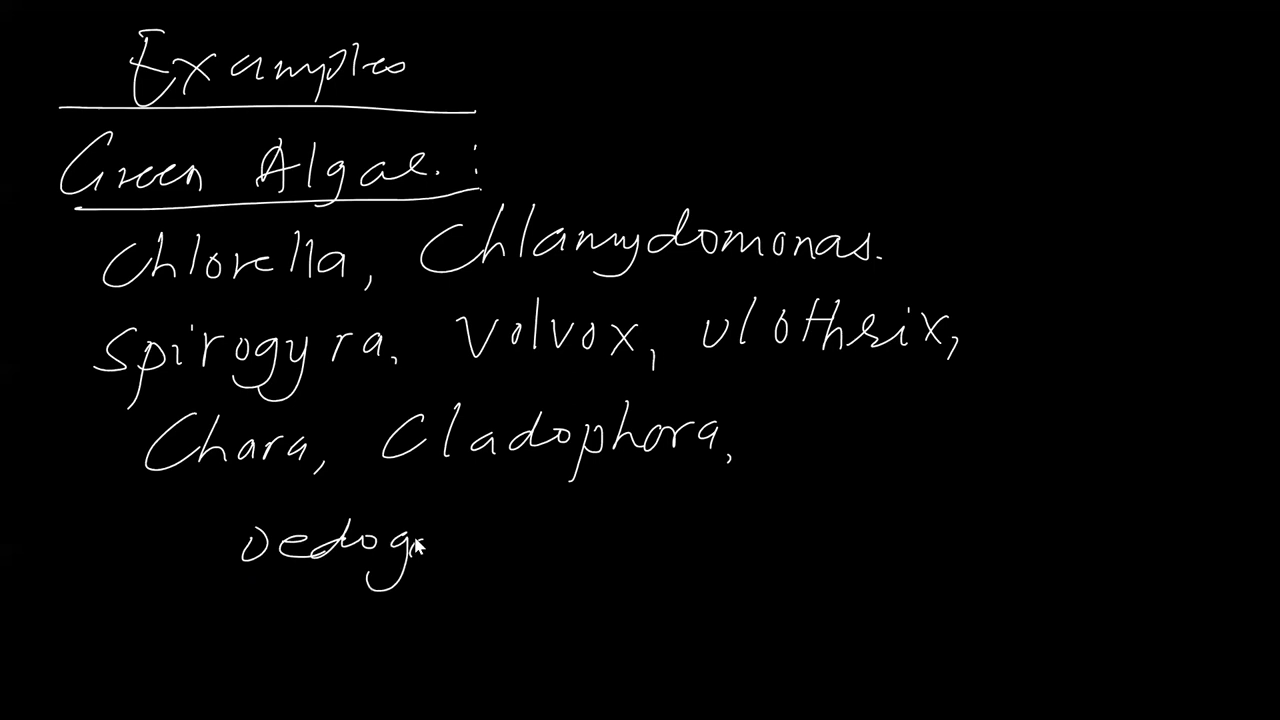 Examples
Green Algae. :
Chlorella, Chlamydomonas.
Spirogyra, Volvox, Ulothrix,
Chara, Cladophora,
Oedog